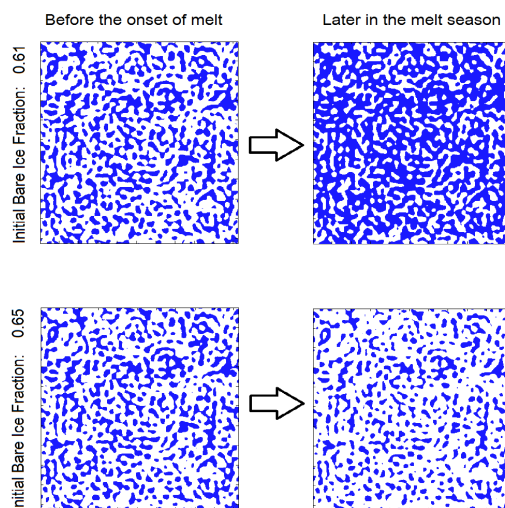 Before the onset of melt
Later in the melt season
Initial Bare Ice Fraction: 0.61
Initial Bare Ice Fraction: 0.65